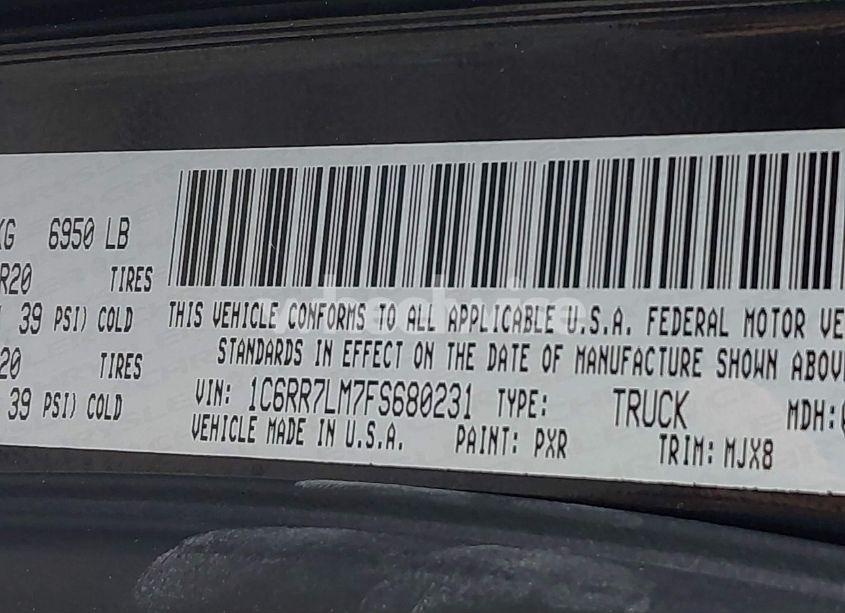 KG 6950 LB
R20 TIRES
39 PSI) COLD
20 TIRES
39 PSI) COLD
THIS VEHICLE CONFORMS TO ALL APPLICABLE U.S.A. FEDERAL MOTOR VE
STANDARDS IN EFFECT ON THE DATE OF MANUFACTURE SHOWN ABOV
VIN: 1C6RR7LM7FS680231 TYPE: TRUCK MDH:
VEHICLE MADE IN U.S.A. PAINT: PXR TRIM: MJX8